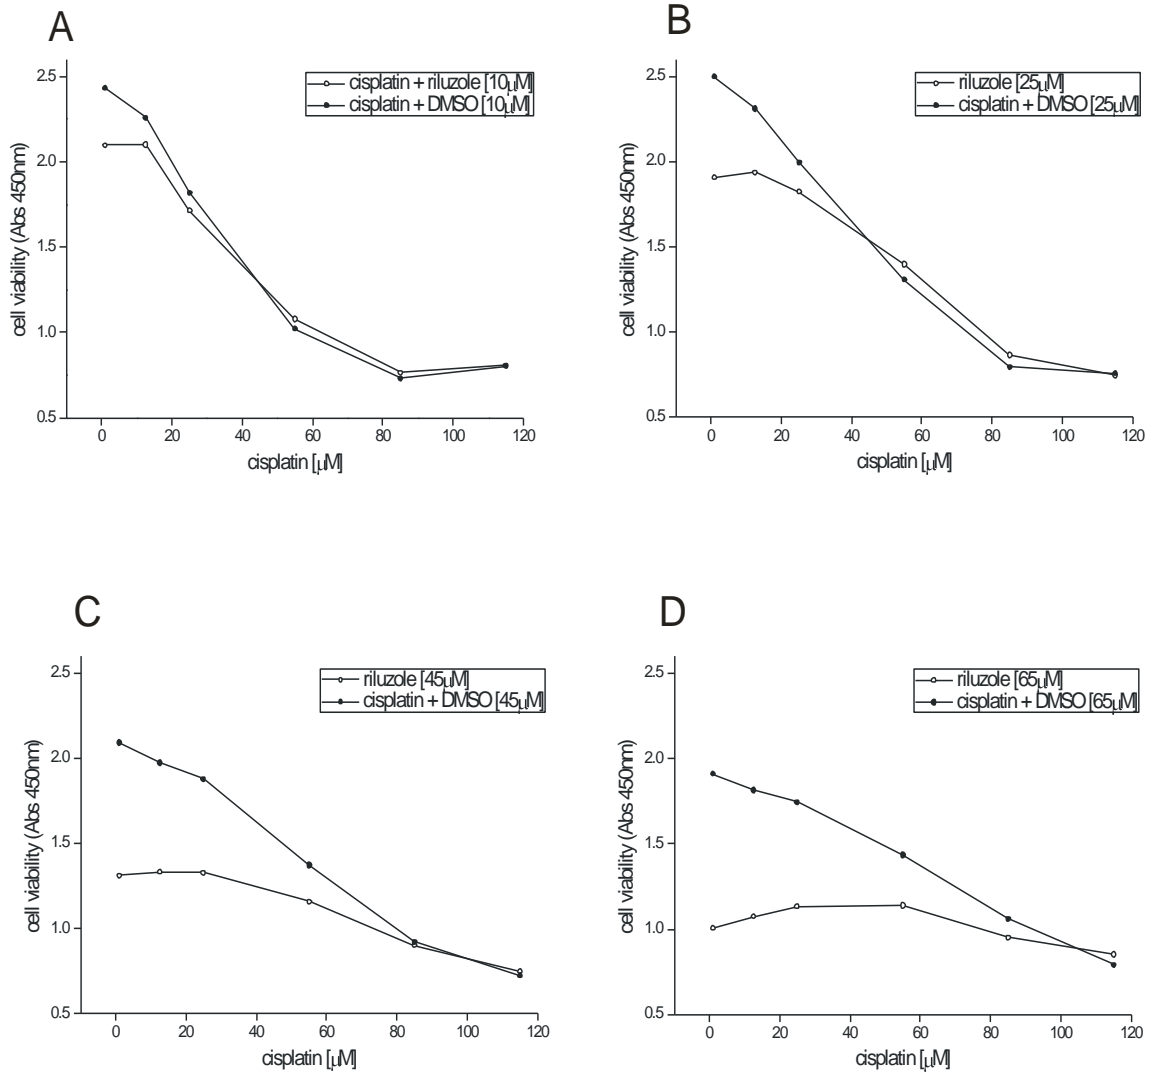 A
2.5
2.0
1.5
1.0
0.5
cell viability (Abs 450nm)
cisplatin + riluzole [10μM]
cisplatin + DMSO [10μM]
0 20 40 60 80 100 120
cisplatin [μM]
B
2.5
2.0
1.5
1.0
0.5
cell viability (Abs 450nm)
riluzole [25μM]
cisplatin + DMSO [25μM]
0 20 40 60 80 100 120
cisplatin [μM]
C
2.5
2.0
1.5
1.0
0.5
cell viability (Abs 450nm)
riluzole [45μM]
cisplatin + DMSO [45μM]
0 20 40 60 80 100 120
cisplatin [μM]
D
2.5
2.0
1.5
1.0
0.5
cell viability (Abs 450nm)
riluzole [65μM]
cisplatin + DMSO [65μM]
0 20 40 60 80 100 120
cisplatin [μM]